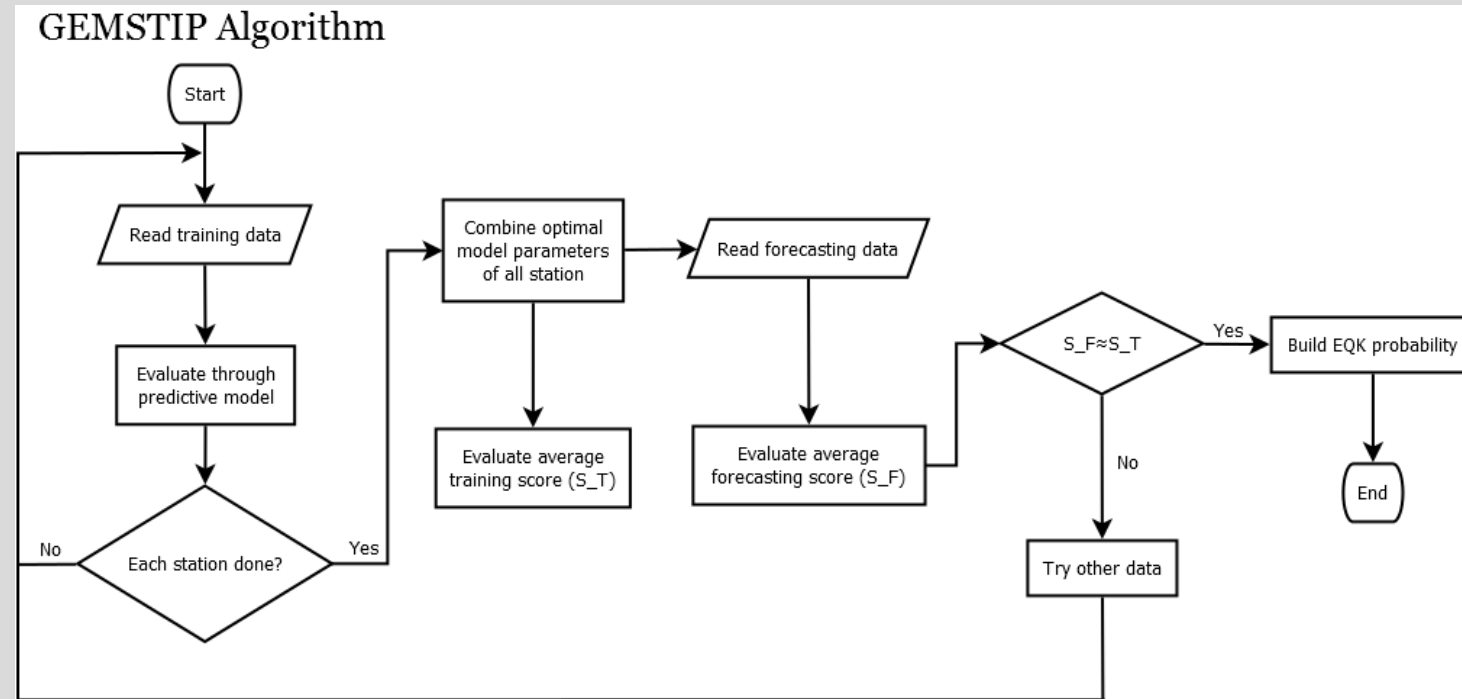 GEMSTIP Algorithm
Start
Read training data
Evaluate through
predictive model
Each station done?
No
Yes
Combine optimal
model parameters
of all station
Evaluate average
training score (S_T)
Read forecasting data
Evaluate average
forecasting score (S_F)
S_F≈S_T
Yes
No
Try other data
Build EQK probability
End